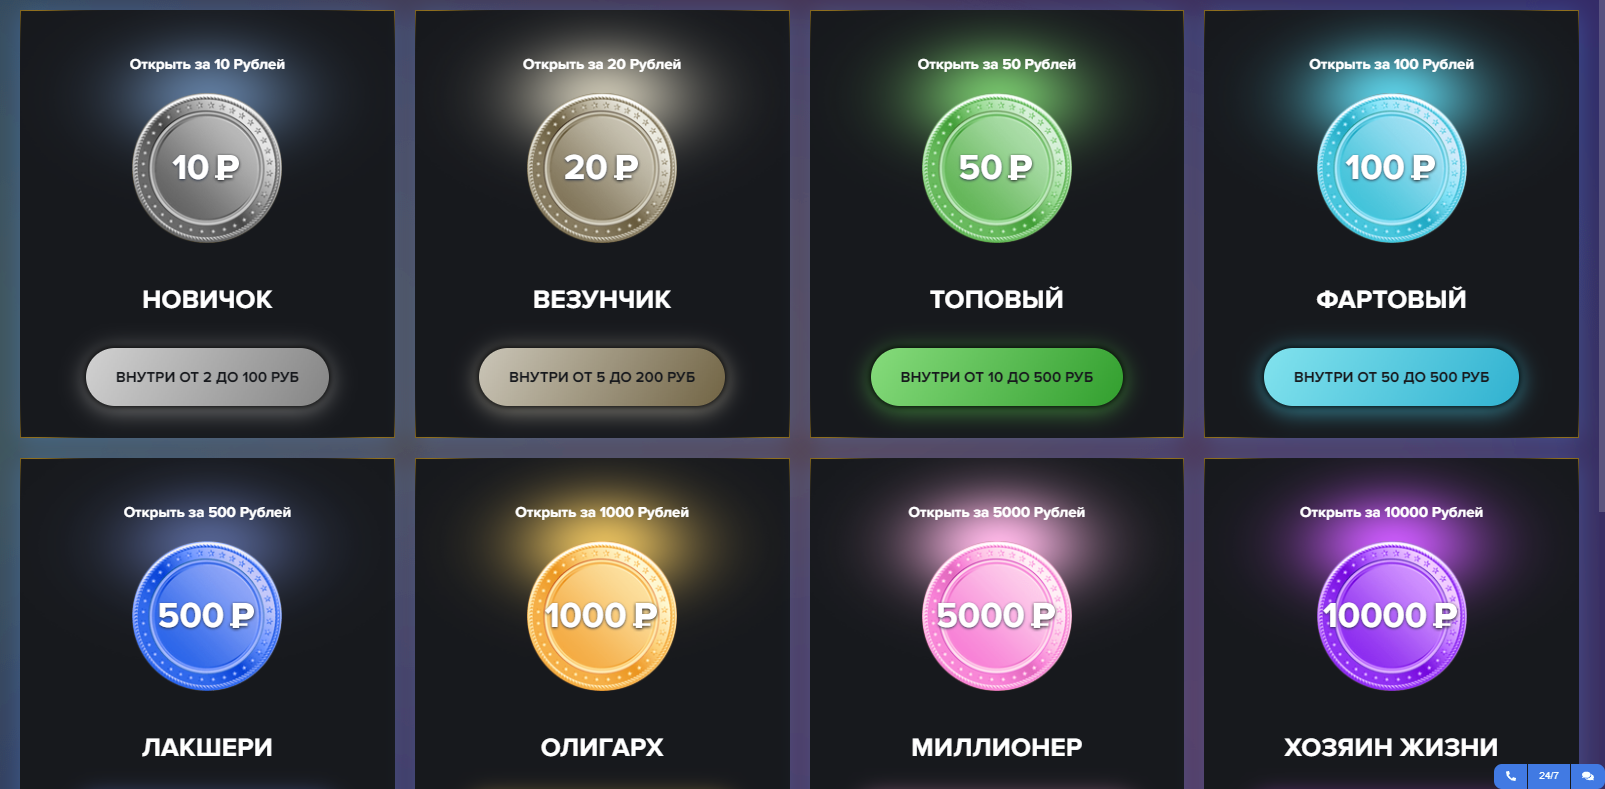 Открыть за 10 Рублей
10 ₽
НОВИЧОК
ВНУТРИ ОТ 2 ДО 100 РУБ
Открыть за 20 Рублей
20 ₽
ВЕЗУНЧИК
ВНУТРИ ОТ 5 ДО 200 РУБ
Открыть за 50 Рублей
50 ₽
ТОПОВЫЙ
ВНУТРИ ОТ 10 ДО 500 РУБ
Открыть за 100 Рублей
100 ₽
ФАРТОВЫЙ
ВНУТРИ ОТ 50 ДО 500 РУБ
Открыть за 500 Рублей
500 ₽
ЛАКШЕРИ
Открыть за 1000 Рублей
1000 ₽
ОЛИГАРХ
Открыть за 5000 Рублей
5000 ₽
МИЛЛИОНЕР
Открыть за 10000 Рублей
10000 ₽
ХОЗЯИН ЖИЗНИ
24/7